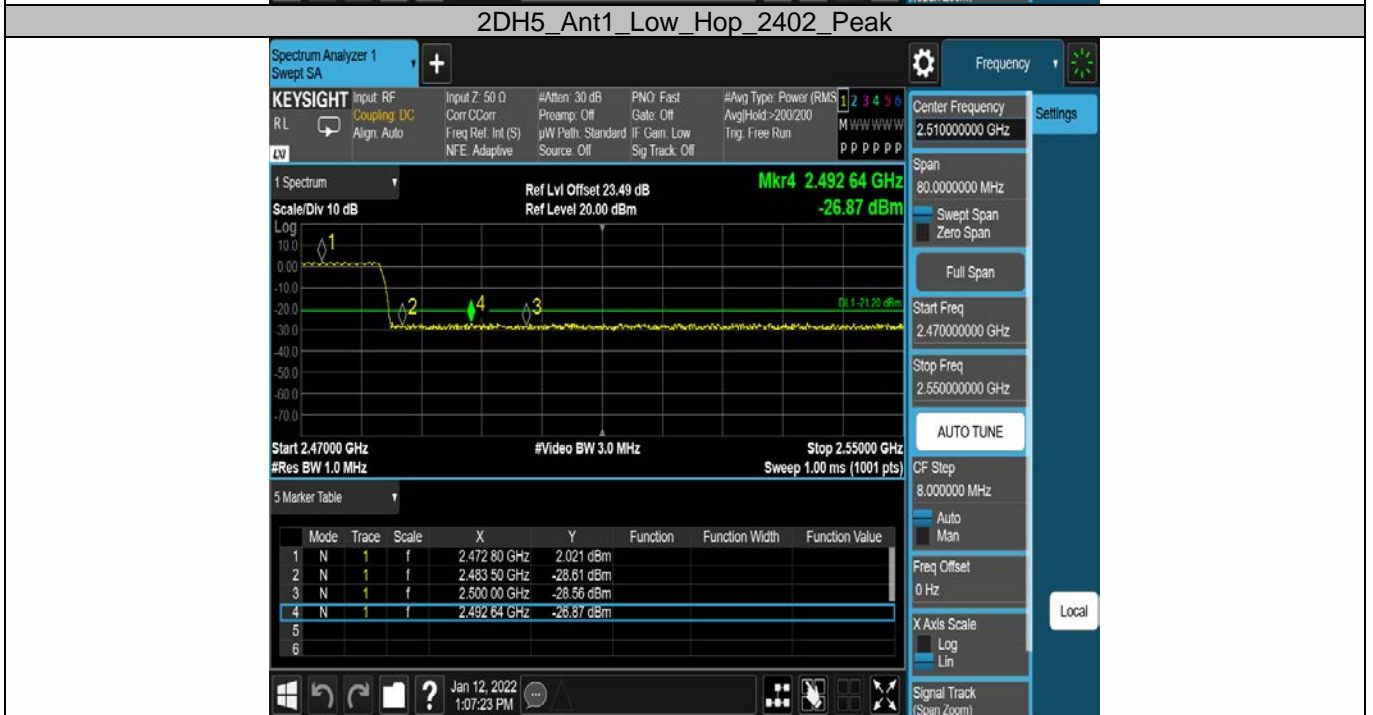 2DH5_Ant1_Low_Hop_2402_Peak
Spectrum Analyzer 1
Swept SA
+
Frequency
KEYSIGHT
RL
LV
Input: RF
Coupling: DC
Align: Auto
Input Z: 50 Ω
Corr CCorr
Freq Ref: Int (S)
NFE: Adaptive
#Atten: 30 dB
Preamp: Off
µW Path: Standard
Source: Off
PNO: Fast
Gate: Off
IF Gain: Low
Sig Track: Off
#Avg Type: Power (RMS
Avg|Hold:>200/200
Trig: Free Run
1 2 3 4 5 6
M W W W W W
P P P P P P
Center Frequency
2.510000000 GHz
Settings
1 Spectrum
Ref Lvl Offset 23.49 dB
Mkr4 2.492 64 GHz
Scale/Div 10 dB
Ref Level 20.00 dBm
-26.87 dBm
Span
80.0000000 MHz
Swept Span
Zero Span
Full Span
Start Freq
2.470000000 GHz
Stop Freq
2.550000000 GHz
AUTO TUNE
CF Step
8.000000 MHz
Auto
Man
Freq Offset
0 Hz
X Axis Scale
Log
Lin
Signal Track
(Span Zoom)
Local
Log
10.0
0.00
-10.0
-20.0
-30.0
-40.0
-50.0
-60.0
-70.0
1
2
4
3
DL1 -21.20 dBm
Start 2.47000 GHz
#Video BW 3.0 MHz
Stop 2.55000 GHz
#Res BW 1.0 MHz
Sweep 1.00 ms (1001 pts)
5 Marker Table
Mode Trace Scale X Y Function Function Width Function Value
1 N 1 f 2.472 80 GHz 2.021 dBm
2 N 1 f 2.483 50 GHz -28.61 dBm
3 N 1 f 2.500 00 GHz -28.56 dBm
4 N 1 f 2.492 64 GHz -26.87 dBm
5
6
?
Jan 12, 2022
1:07:23 PM